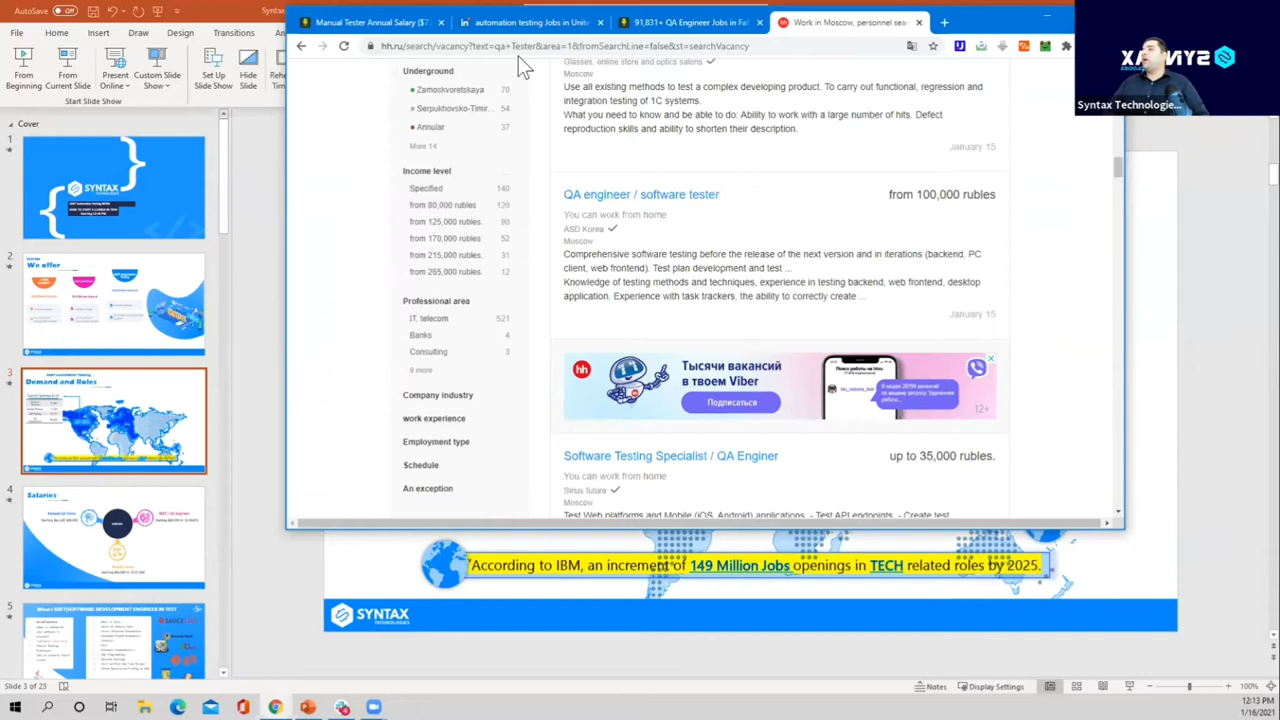 AutoSave Off
File
Home
Insert
Draw
Design
Transitions
From Beginning
From Current
Present Online
Custom Slide Show
Set Up Slide Show
Hide Slide
Start Slide Show
Manual Tester Annual Salary ($7
automation testing Jobs in Unite
91,831+ QA Engineer Jobs in Fal
Work in Moscow, personnel sea
hh.ru/search/vacancy?text=qa+Tester&area=1&fromSearchLine=false&st=searchVacancy
Underground
Zamoskvoretskaya 70
Serpukhovsko-Timir... 54
Annular 37
More 14
Income level
Specified 140
from 80,000 rubles 120
from 125,000 rubles. 90
from 170,000 rubles 52
from 215,000 rubles. 31
from 265,000 rubles. 12
Professional area
IT, telecom 521
Banks 4
Consulting 3
9 more
Company industry
work experience
Employment type
Schedule
An exception
Glasses, online store and optics salons
Moscow
Use all existing methods to test a complex developing product. To carry out functional, regression and
integration testing of 1C systems.
What you need to know and be able to do: Ability to work with a large number of hits. Defect
reproduction skills and ability to shorten their description.
January 15
QA engineer / software tester from 100,000 rubles
You can work from home
ASD Korea
Moscow
Comprehensive software testing before the release of the next version and in iterations (backend, PC
client, web frontend). Test plan development and test ...
Knowledge of testing methods and techniques, experience in testing backend, web frontend, desktop
application. Experience with task trackers, the ability to correctly create ...
January 15
hh
Тысячи вакансий
в твоем Viber
Подписаться
12+
Software Testing Specialist / QA Enginer up to 35,000 rubles.
You can work from home
Sirius future
Moscow
Test Web platforms and Mobile (iOS, Android) applications. - Test API endpoints. - Create test
SYNTAX
Syntax Technologie...
Cover
1
SYNTAX
2
We offer
3
Demand and Roles
4
Salaries
5
"According to IBM, an increment of 149 Million Jobs openings in TECH related roles by 2025.
SYNTAX
TECHNOLOGIES
Slide 3 of 23
Notes
Display Settings
100%
12:13 PM
1/16/2021